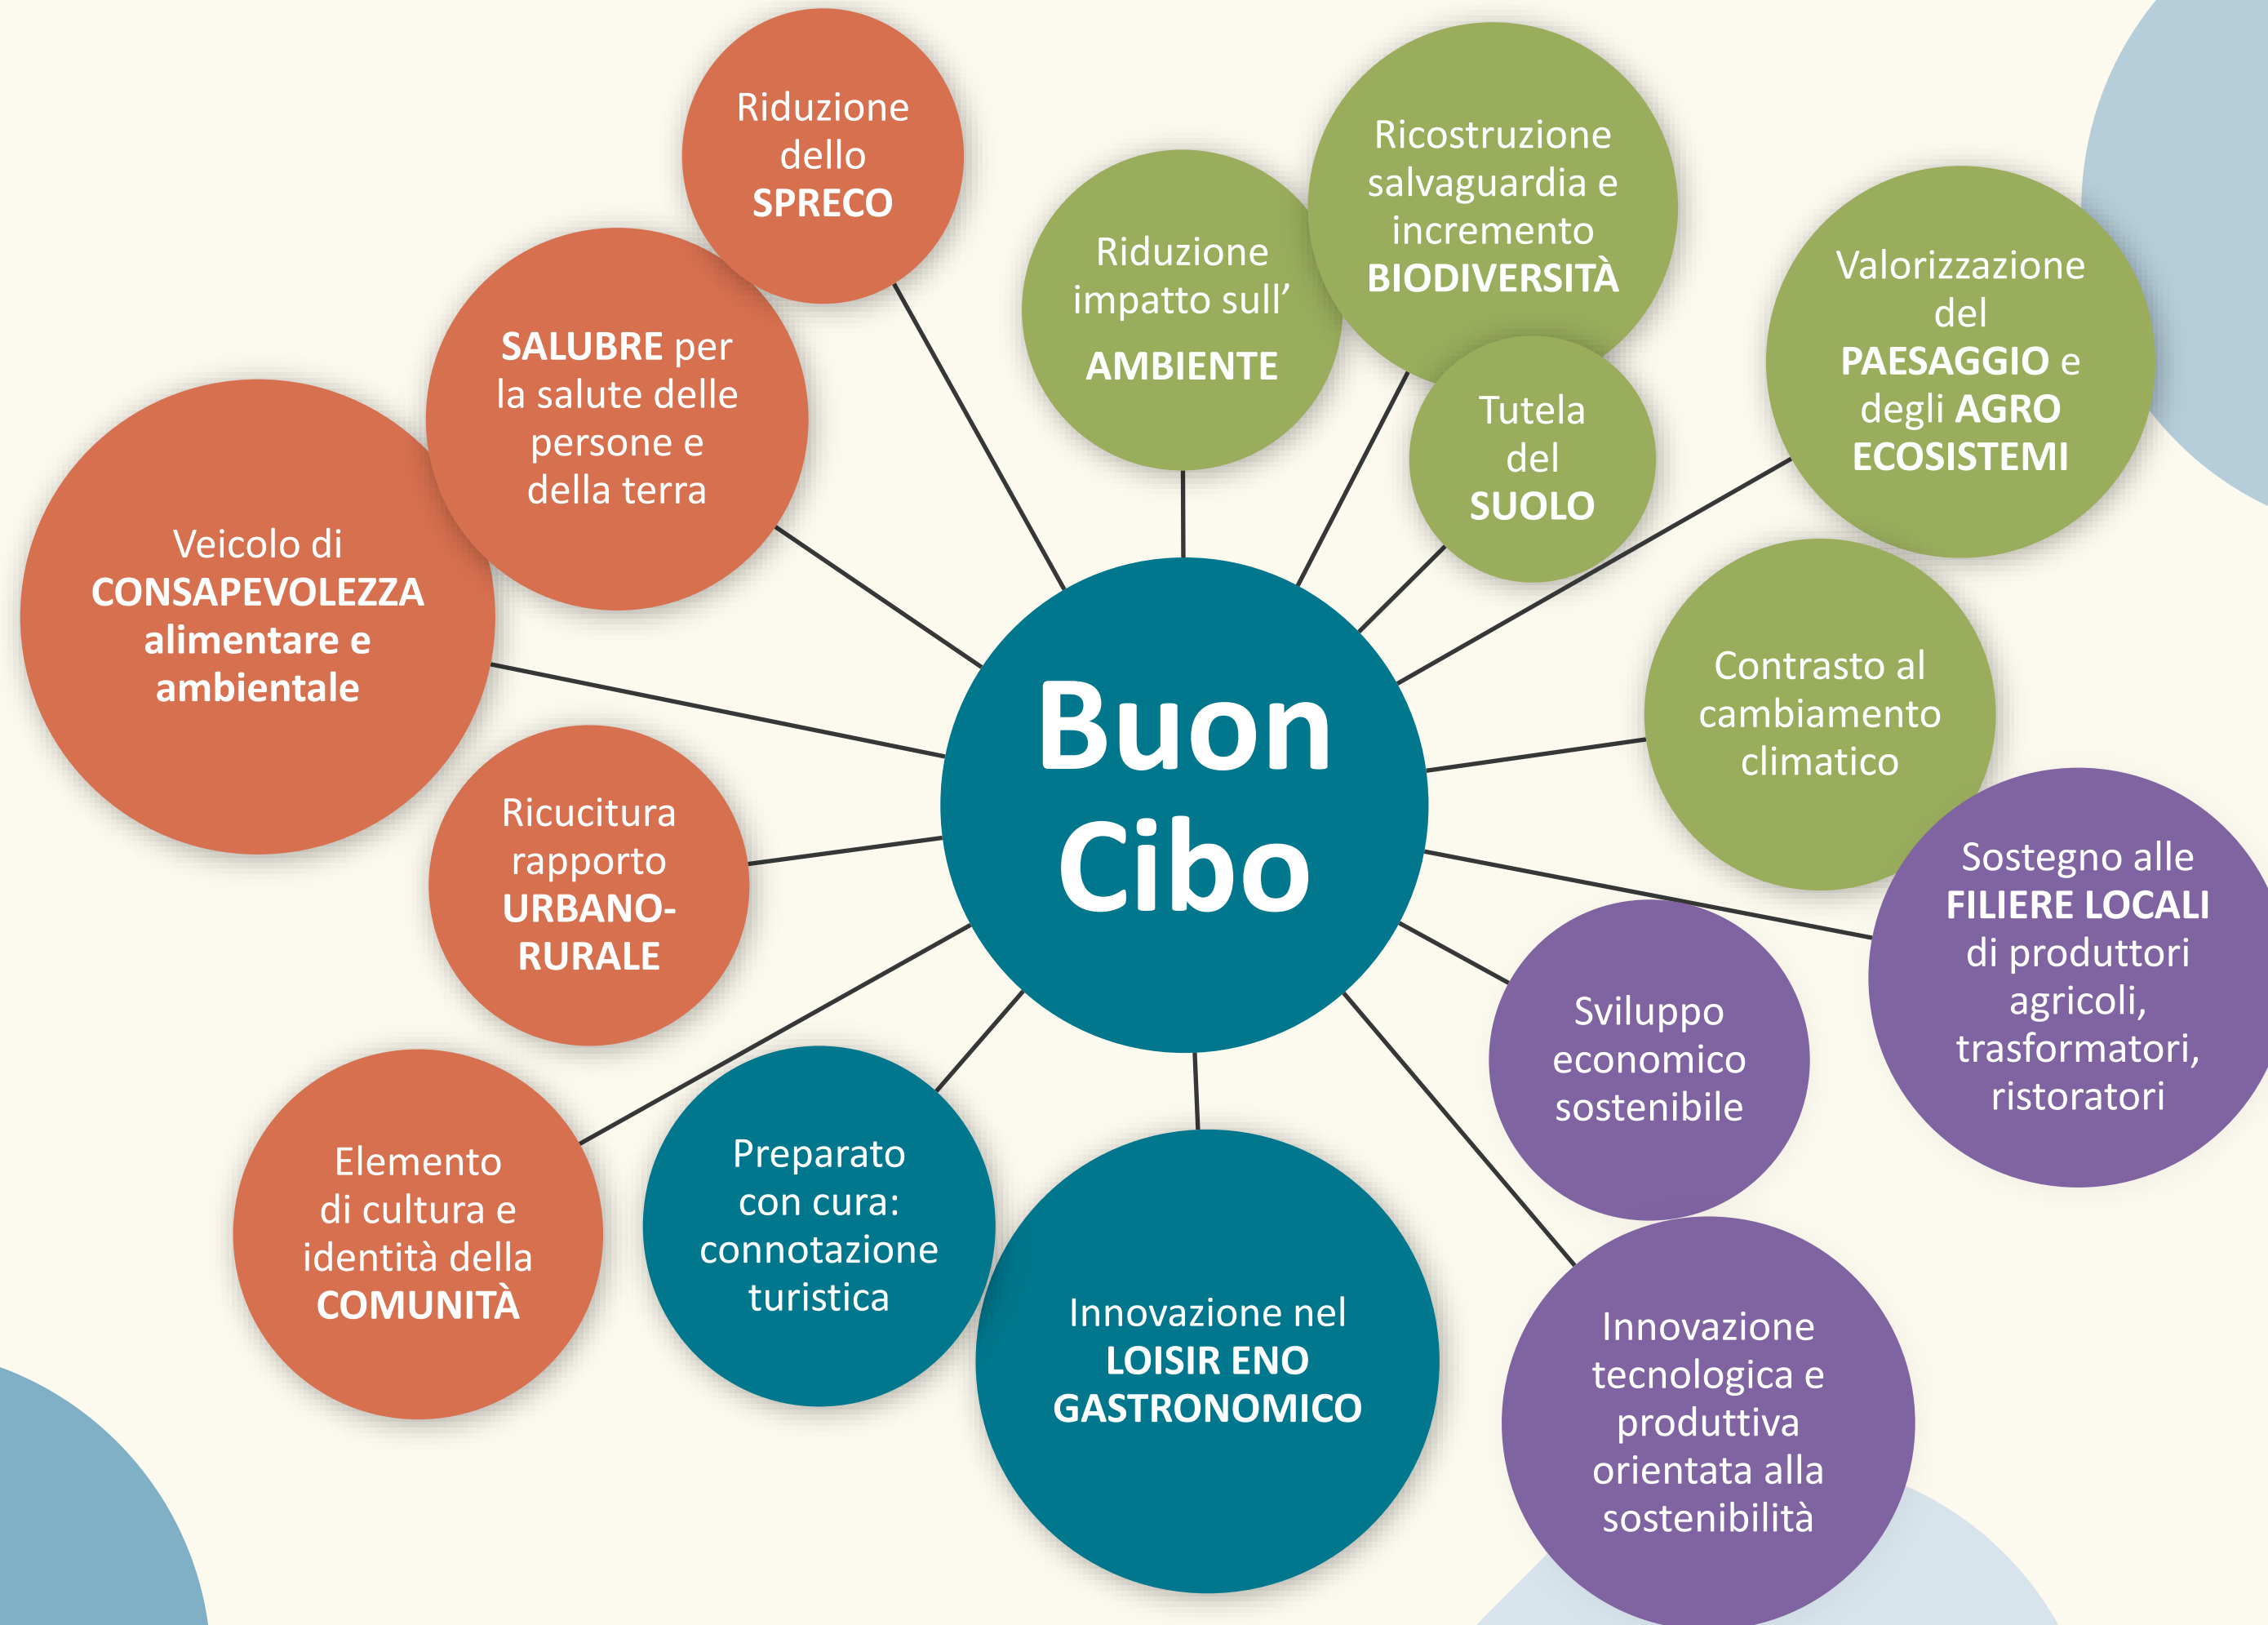 Riduzione
dello
SPRECO
Riduzione
impatto sull’
AMBIENTE
Ricostruzione
salvaguardia e
incremento
BIODIVERSITÀ
Valorizzazione
del
PAESAGGIO e
degli AGRO
ECOSISTEMI
SALUBRE per
la salute delle
persone e
della terra
Tutela
del
SUOLO
Veicolo di
CONSAPEVOLEZZA
alimentare e
ambientale
Contrasto al
cambiamento
climatico
Buon
Cibo
Ricucitura
rapporto
URBANO-
RURALE
Sostegno alle
FILIERE LOCALI
di produttori
agricoli,
trasformatori,
ristoratori
Sviluppo
economico
sostenibile
Elemento
di cultura e
identità della
COMUNITÀ
Preparato
con cura:
connotazione
turistica
Innovazione nel
LOISIR ENO
GASTRONOMICO
Innovazione
tecnologica e
produttiva
orientata alla
sostenibilità